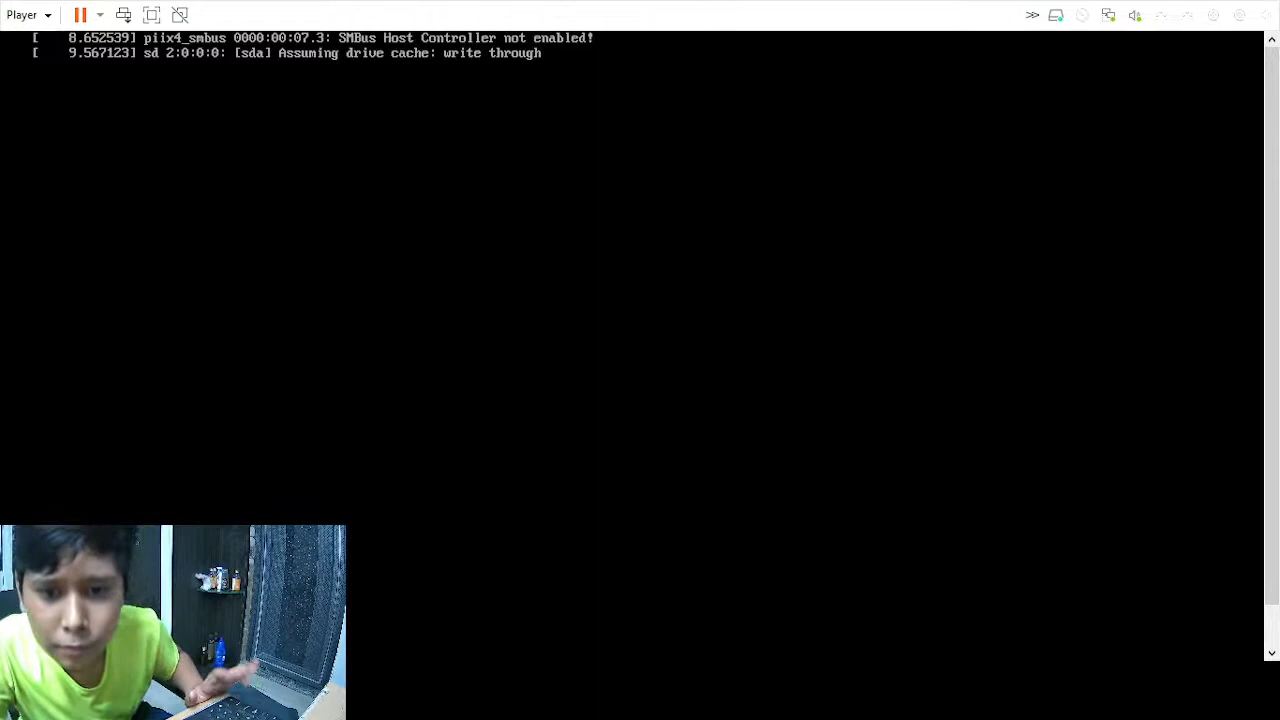 Player
[    8.652539] piix4_smbus 0000:00:07.3: SMBus Host Controller not enabled!
[    9.567123] sd 2:0:0:0: [sda] Assuming drive cache: write through